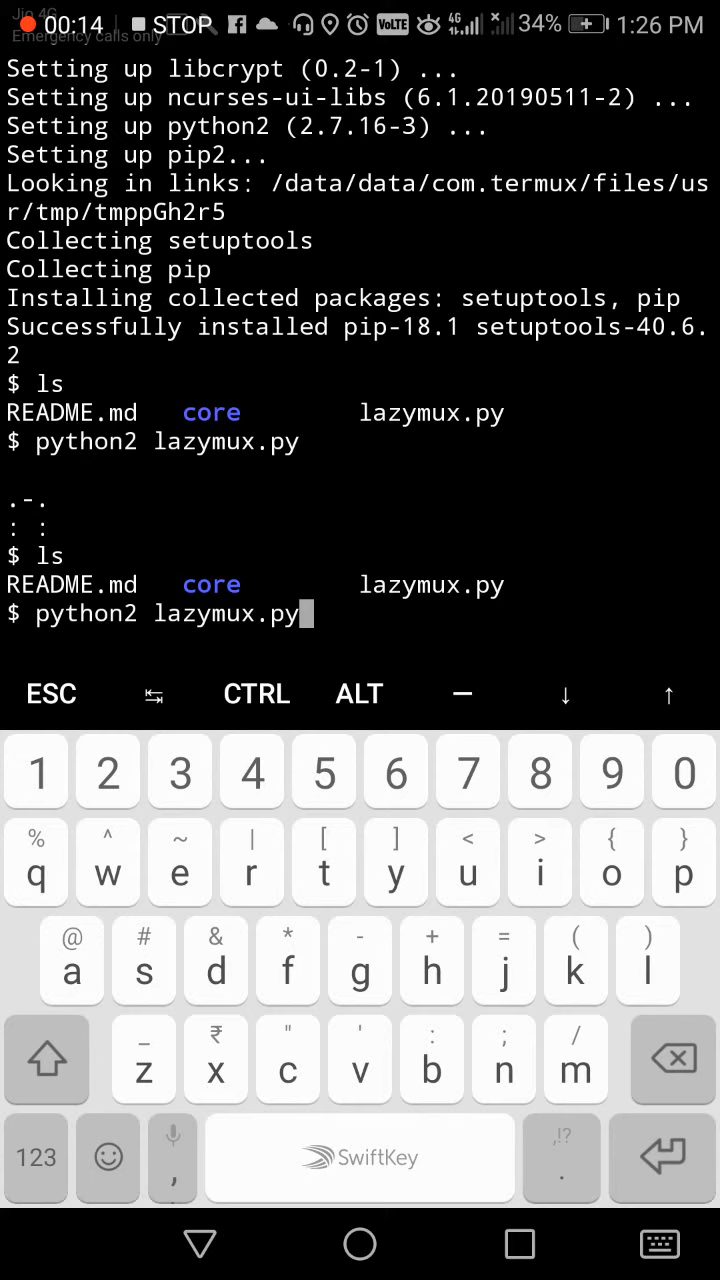 Jio 4G
Emergency calls only
00:14 STOP VoLTE 4G 34% 1:26 PM
Setting up libcrypt (0.2-1) ...
Setting up ncurses-ui-libs (6.1.20190511-2) ...
Setting up python2 (2.7.16-3) ...
Setting up pip2...
Looking in links: /data/data/com.termux/files/us
r/tmp/tmppGh2r5
Collecting setuptools
Collecting pip
Installing collected packages: setuptools, pip
Successfully installed pip-18.1 setuptools-40.6.
2
$ ls
README.md core lazymux.py
$ python2 lazymux.py
.-.
: :
$ ls
README.md core lazymux.py
$ python2 lazymux.py
ESC ↹ CTRL ALT — ↓ ↑
1 2 3 4 5 6 7 8 9 0
% ^ ~ | [ ] < > { }
q w e r t y u i o p
@ # & * - + = ( )
a s d f g h j k l
_ ₹ " ' : ; /
z x c v b n m
,!?
123 , SwiftKey .